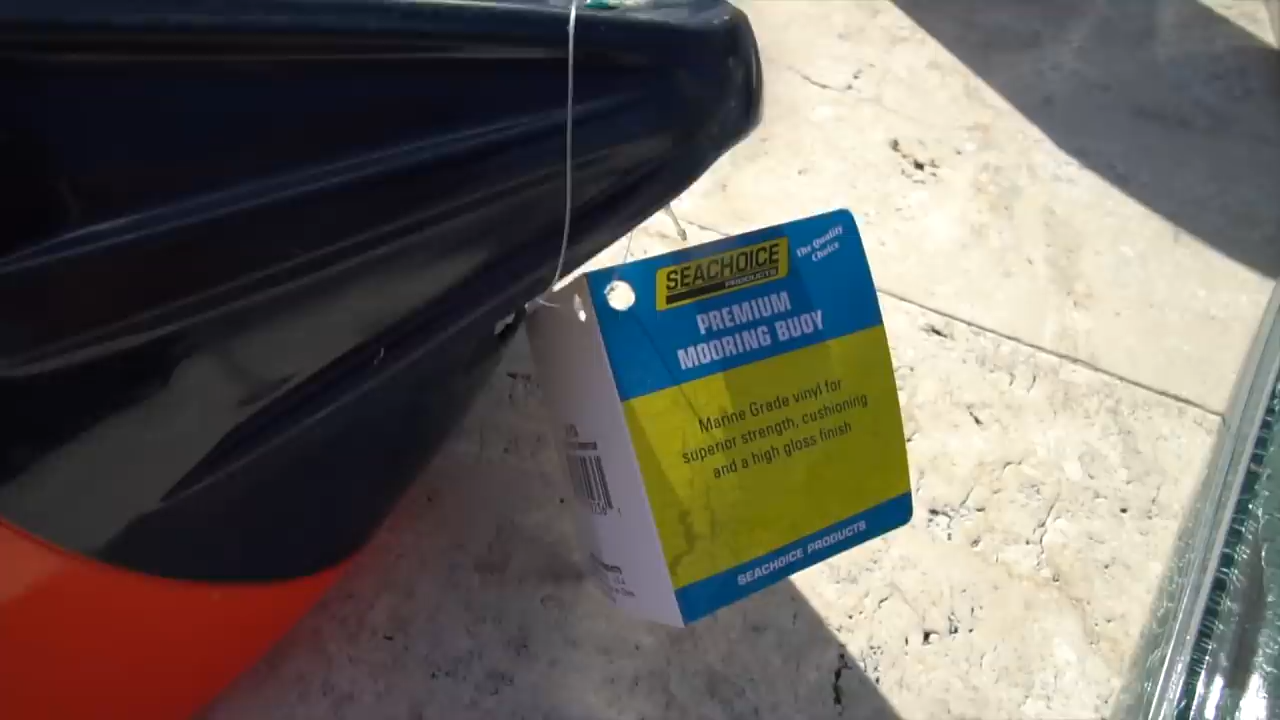 SEACHOICE
PRODUCTS
The Quality
Choice
PREMIUM
MOORING BUOY
Marine Grade vinyl for
superior strength, cushioning
and a high gloss finish
SEACHOICE PRODUCTS